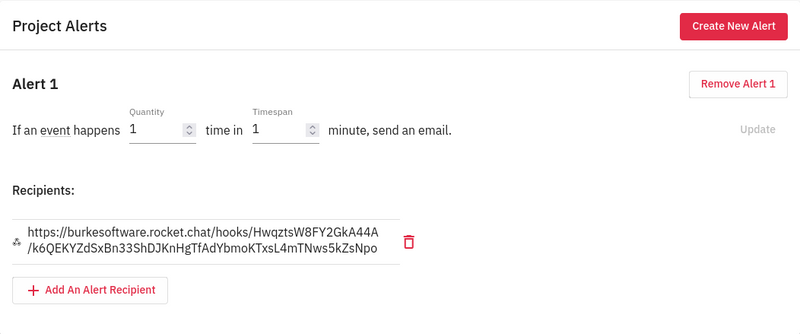 Project Alerts
Create New Alert
Alert 1
Remove Alert 1
Quantity
Timespan
If an event happens 1 time in 1 minute, send an email.
Update
Recipients:
https://burkesoftware.rocket.chat/hooks/HwqztsW8FY2GkA44A
/k6QEKYZdSxBn33ShDJKnHgTfAdYbmoKTxsL4mTNws5kZsNpo
Add An Alert Recipient